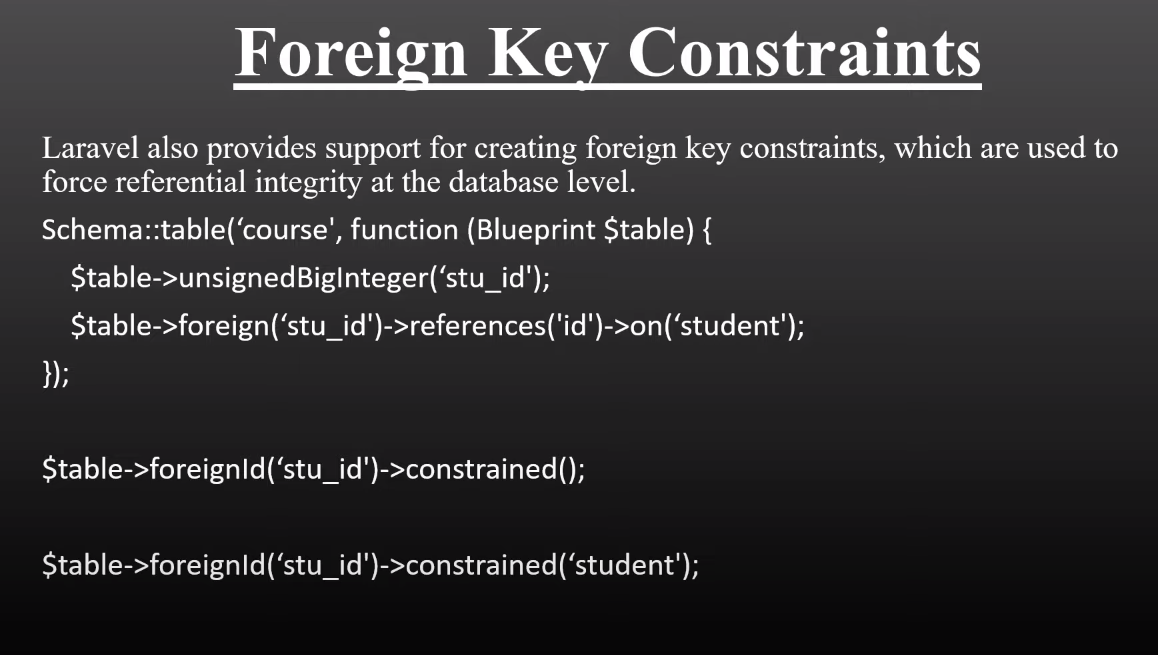 Foreign Key Constraints
Laravel also provides support for creating foreign key constraints, which are used to
force referential integrity at the database level.
Schema::table(‘course', function (Blueprint $table) {
$table->unsignedBigInteger(‘stu_id');
$table->foreign(‘stu_id')->references('id')->on(‘student');
});
$table->foreignId(‘stu_id')->constrained();
$table->foreignId(‘stu_id')->constrained(‘student');